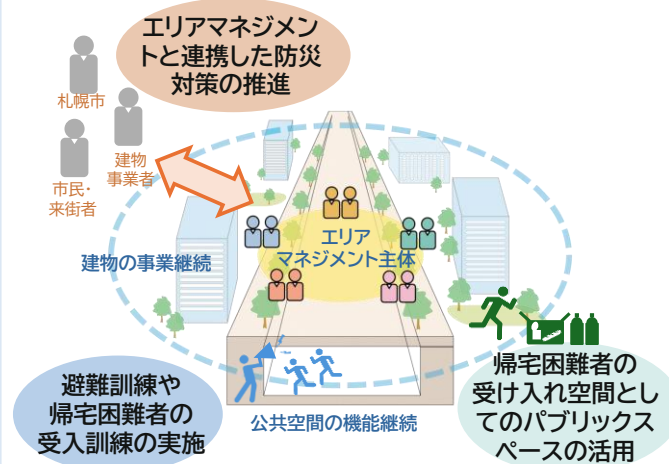 エリアマネジメン
トと連携した防災
対策の推進
札幌市
建物
事業者
市民・
来街者
エリア
マネジメント主体
建物の事業継続
避難訓練や
帰宅困難者の
受入訓練の実施
公共空間の機能継続
帰宅困難者の
受け入れ空間とし
てのパブリックス
ペースの活用